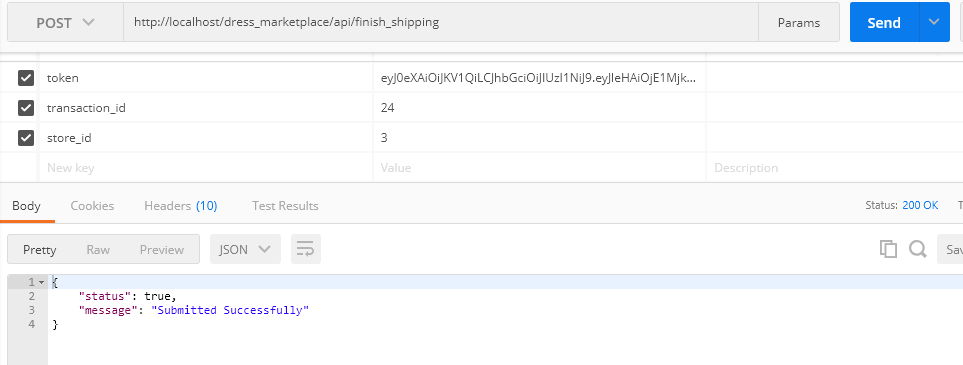 POST http://localhost/dress_marketplace/api/finish_shipping Params Send
token eyJ0eXAiOiJKV1QiLCJhbGciOiJIUzI1NiJ9.eyJleHAiOjE1Mjk...
transaction_id 24
store_id 3
New key Value Description
Body Cookies Headers (10) Test Results Status: 200 OK T
Pretty Raw Preview JSON Sav
1 {
2 "status": true,
3 "message": "Submitted Successfully"
4 }